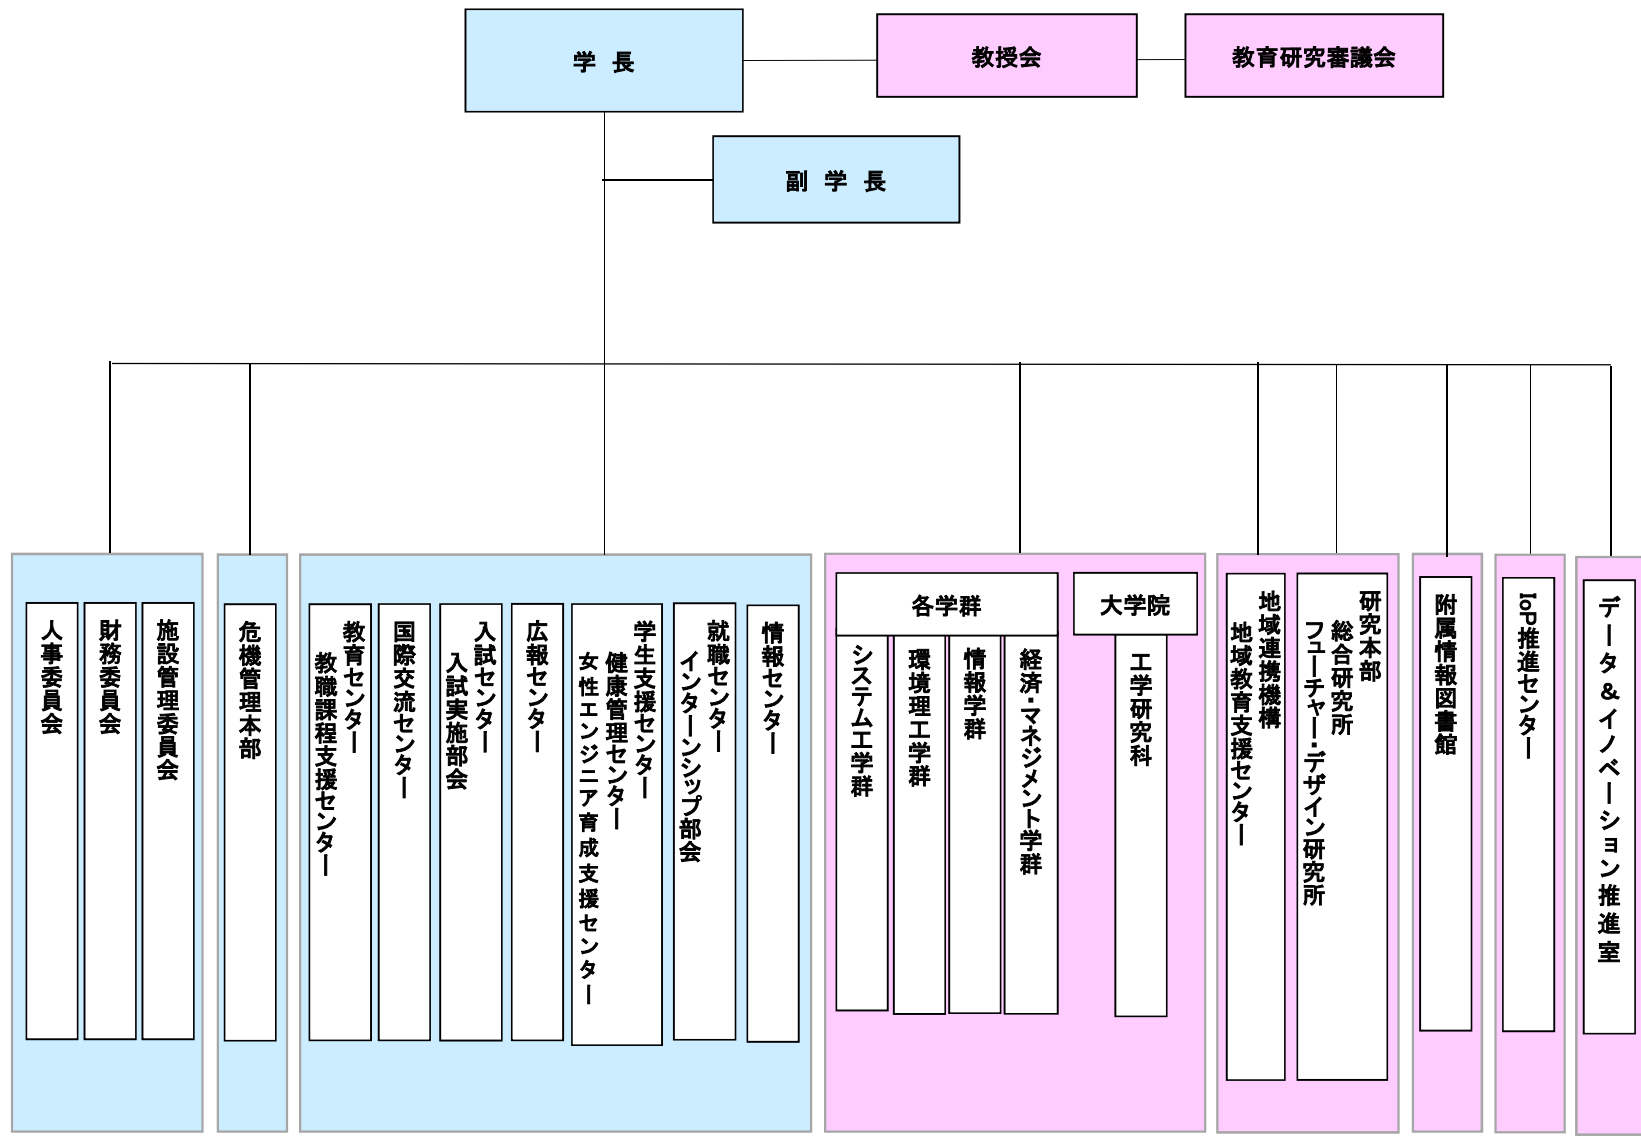 学 長
教授会
教育研究審議会
副 学 長
人事委員会
財務委員会
施設管理委員会
危機管理本部
教育センター
教職課程支援センター
国際交流センター
入試センター
入試実施部会
広報センター
学生支援センター
健康管理センター
女性エンジニア育成支援センター
就職センター
インターンシップ部会
情報センター
各学群
システム工学群
環境理工学群
情報学群
経済・マネジメント学群
大学院
工学研究科
地域連携機構
地域教育支援センター
研究本部
総合研究所
フューチャー・デザイン研究所
附属情報図書館
IoP推進センター
データ＆イノベーション推進室